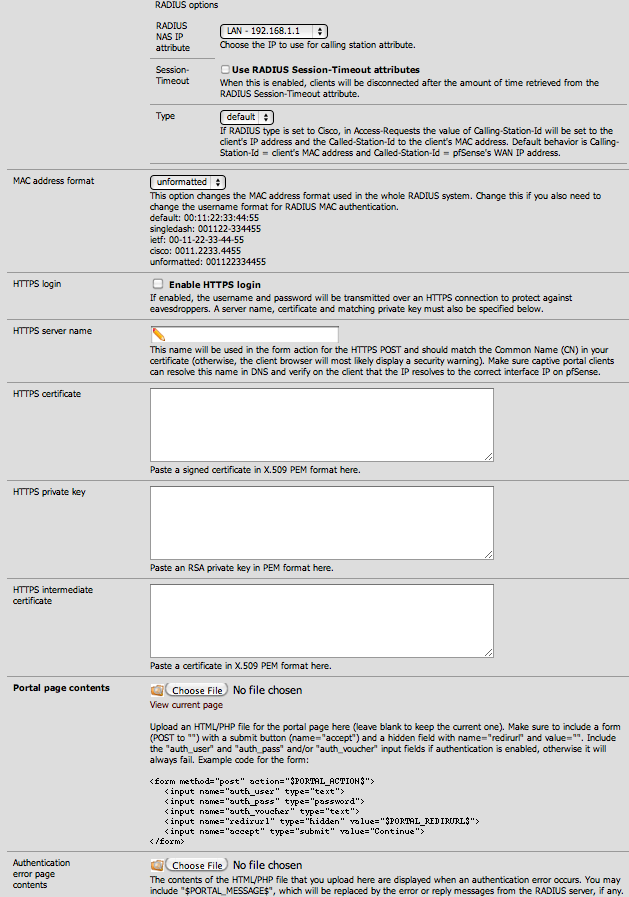 RADIUS options
RADIUS
NAS IP
attribute
LAN - 192.168.1.1
Choose the IP to use for calling station attribute.
Session-
Timeout
Use RADIUS Session-Timeout attributes
When this is enabled, clients will be disconnected after the amount of time retrieved from the
RADIUS Session-Timeout attribute.
Type
default
If RADIUS type is set to Cisco, in Access-Requests the value of Calling-Station-Id will be set to the
client's IP address and the Called-Station-Id to the client's MAC address. Default behavior is Calling-
Station-Id = client's MAC address and Called-Station-Id = pfSense's WAN IP address.
MAC address format
unformatted
This option changes the MAC address format used in the whole RADIUS system. Change this if you also need to
change the username format for RADIUS MAC authentication.
default: 00:11:22:33:44:55
singledash: 001122-334455
ietf: 00-11-22-33-44-55
cisco: 0011.2233.4455
unformatted: 001122334455
HTTPS login
Enable HTTPS login
If enabled, the username and password will be transmitted over an HTTPS connection to protect against
eavesdroppers. A server name, certificate and matching private key must also be specified below.
HTTPS server name
This name will be used in the form action for the HTTPS POST and should match the Common Name (CN) in your
certificate (otherwise, the client browser will most likely display a security warning). Make sure captive portal clients
can resolve this name in DNS and verify on the client that the IP resolves to the correct interface IP on pfSense.
HTTPS certificate
Paste a signed certificate in X.509 PEM format here.
HTTPS private key
Paste an RSA private key in PEM format here.
HTTPS intermediate
certificate
Paste a certificate in X.509 PEM format here.
Portal page contents
Choose File No file chosen
View current page
Upload an HTML/PHP file for the portal page here (leave blank to keep the current one). Make sure to include a form
(POST to "") with a submit button (name="accept") and a hidden field with name="redirurl" and value="". Include
the "auth_user" and "auth_pass" and/or "auth_voucher" input fields if authentication is enabled, otherwise it will
always fail. Example code for the form:
<form method="post" action="$PORTAL_ACTION$">
<input name="auth_user" type="text">
<input name="auth_pass" type="password">
<input name="auth_voucher" type="text">
<input name="redirurl" type="hidden" value="$PORTAL_REDIRURL$">
<input name="accept" type="submit" value="Continue">
</form>
Authentication
error page
contents
Choose File No file chosen
The contents of the HTML/PHP file that you upload here are displayed when an authentication error occurs. You may
include "$PORTAL_MESSAGE$", which will be replaced by the error or reply messages from the RADIUS server, if any.